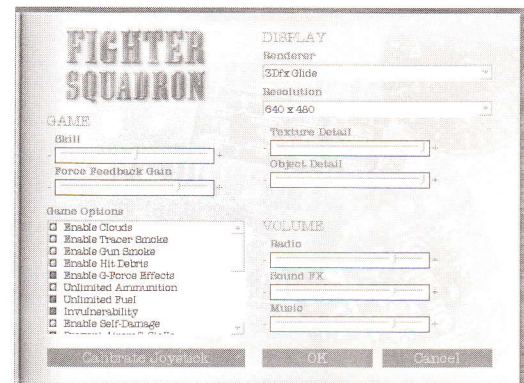 FIGHTER
SQUADRON
GAME
Skill
- +
Force Feedback Gain
- +
Game Options
Enable Clouds
Enable Tracer Smoke
Enable Gun Smoke
Enable Hit Debris
Enable G-Force Effects
Unlimited Ammunition
Unlimited Fuel
Invulnerability
Enable Self-Damage
DISPLAY
Renderer
3Dfx Glide
Resolution
640 x 480
Texture Detail
- +
Object Detail
- +
VOLUME
Radio
- +
Sound FX
- +
Music
- +
Calibrate Joystick
OK
Cancel